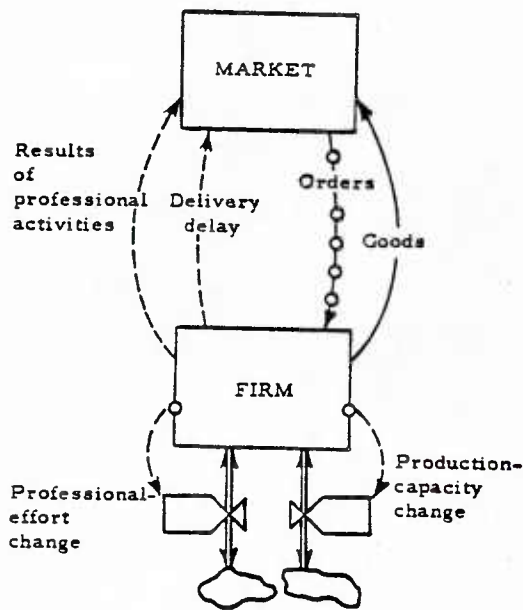 MARKET
Results
of
professional
activities
Delivery
delay
Orders
Goods
FIRM
Professional-
effort
change
Production-
capacity
change